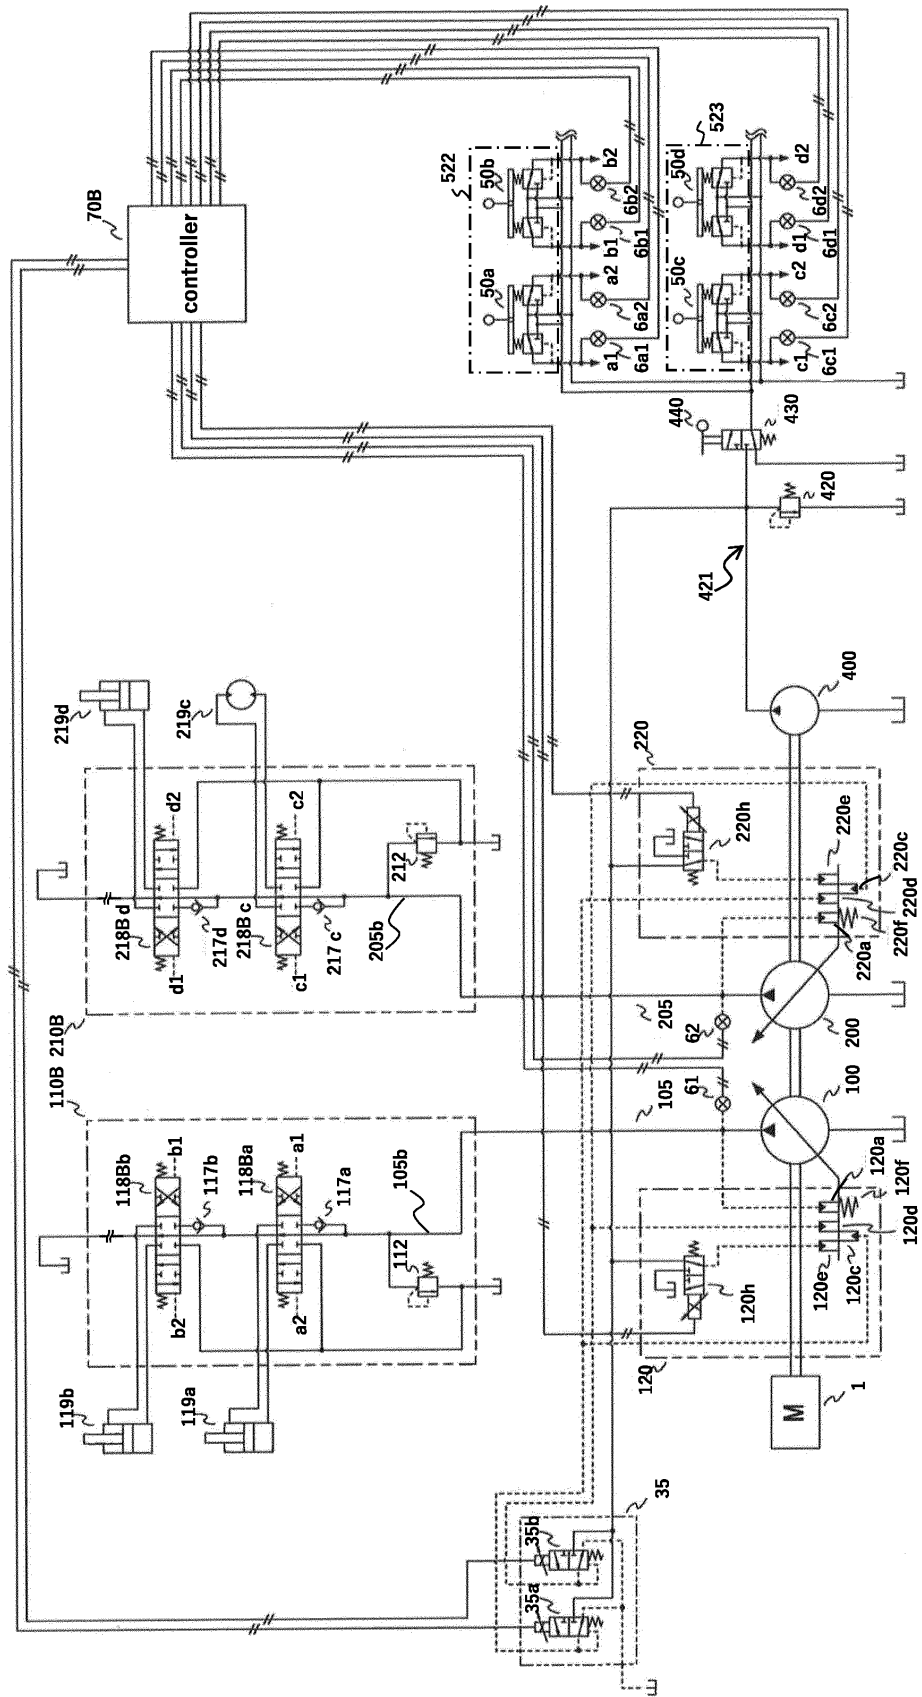 70B
controller
522
50b
50a
b2
6b2
b1
6b1
a2
6a2
a1
6a1
523
50d
50c
d2
6d2
d1
6d1
c2
6c2
c1
6c1
440
430
420
421
400
219d
219c
210B
218B d
d2
d1
217d
218B c
c2
c1
217 c
212
205b
220
220h
220e
220c
220d
220f
220a
205
62
200
110B
118Bb
b1
b2
117b
118Ba
a1
a2
117a
105b
112
119b
119a
105
61
100
120a
120f
120d
120c
120e
120h
120
M
1
35
35b
35a